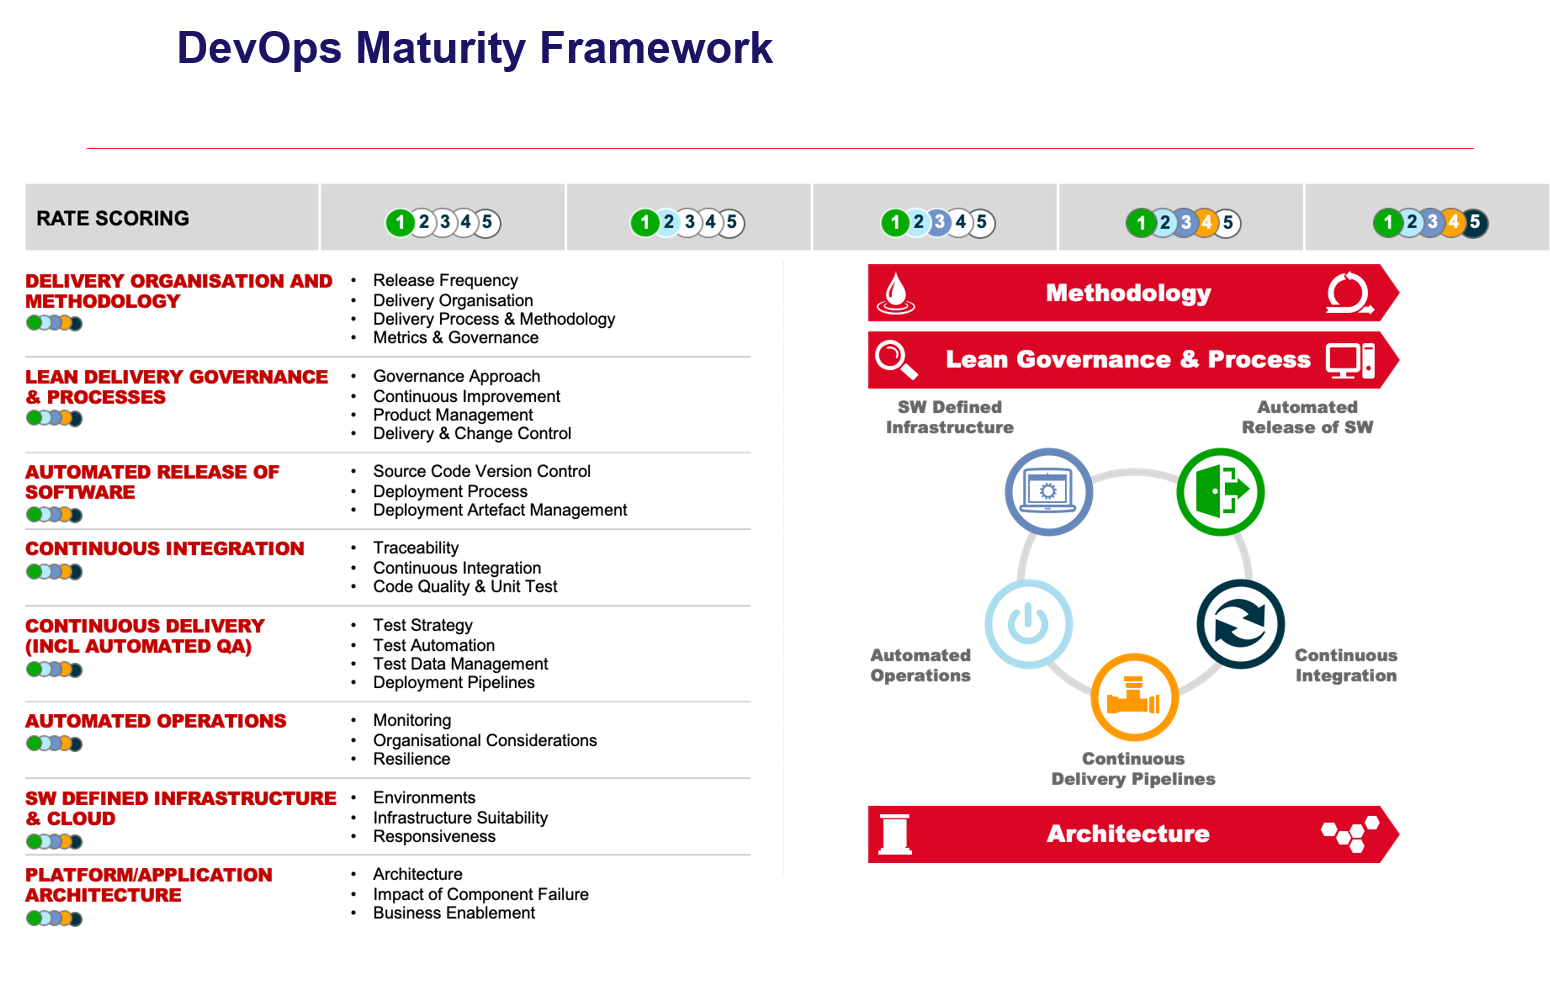 DevOps Maturity Framework
RATE SCORING
1 2 3 4 5
1 2 3 4 5
1 2 3 4 5
1 2 3 4 5
1 2 3 4 5
DELIVERY ORGANISATION AND
METHODOLOGY
• Release Frequency
• Delivery Organisation
• Delivery Process & Methodology
• Metrics & Governance
LEAN DELIVERY GOVERNANCE
& PROCESSES
• Governance Approach
• Continuous Improvement
• Product Management
• Delivery & Change Control
AUTOMATED RELEASE OF
SOFTWARE
• Source Code Version Control
• Deployment Process
• Deployment Artefact Management
CONTINUOUS INTEGRATION
• Traceability
• Continuous Integration
• Code Quality & Unit Test
CONTINUOUS DELIVERY
(INCL AUTOMATED QA)
• Test Strategy
• Test Automation
• Test Data Management
• Deployment Pipelines
AUTOMATED OPERATIONS
• Monitoring
• Organisational Considerations
• Resilience
SW DEFINED INFRASTRUCTURE
& CLOUD
• Environments
• Infrastructure Suitability
• Responsiveness
PLATFORM/APPLICATION
ARCHITECTURE
• Architecture
• Impact of Component Failure
• Business Enablement
Methodology
Lean Governance & Process
SW Defined
Infrastructure
Automated
Release of SW
Automated
Operations
Continuous
Integration
Continuous
Delivery Pipelines
Architecture